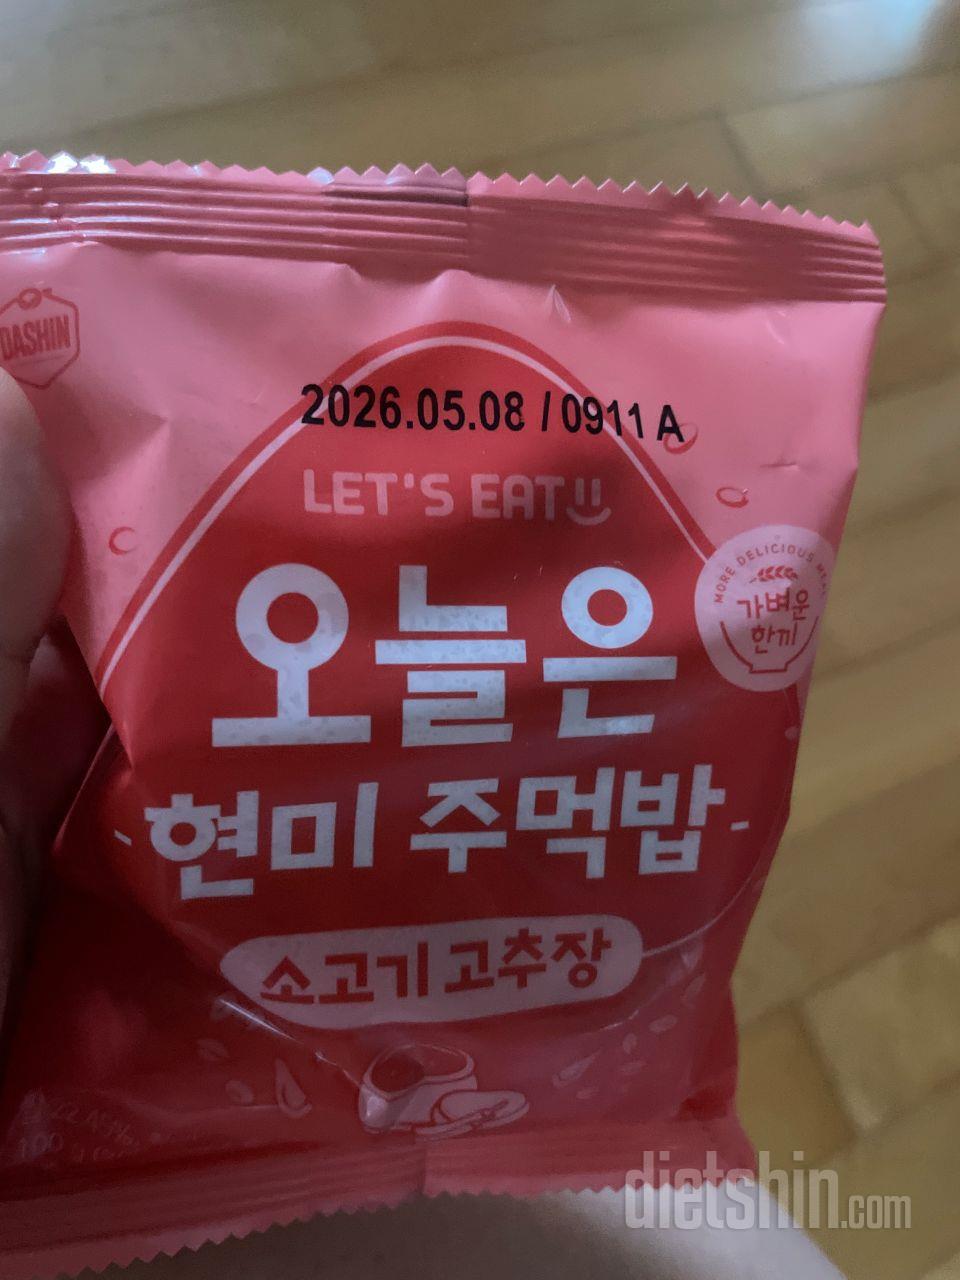 DASHIN
2026.05.08 / 0911 A
LET'S EAT
MORE DELICIOUS
가벼운
한끼
오늘은
- 현미 주먹밥 -
소고기 고추장
100
dietshin.com